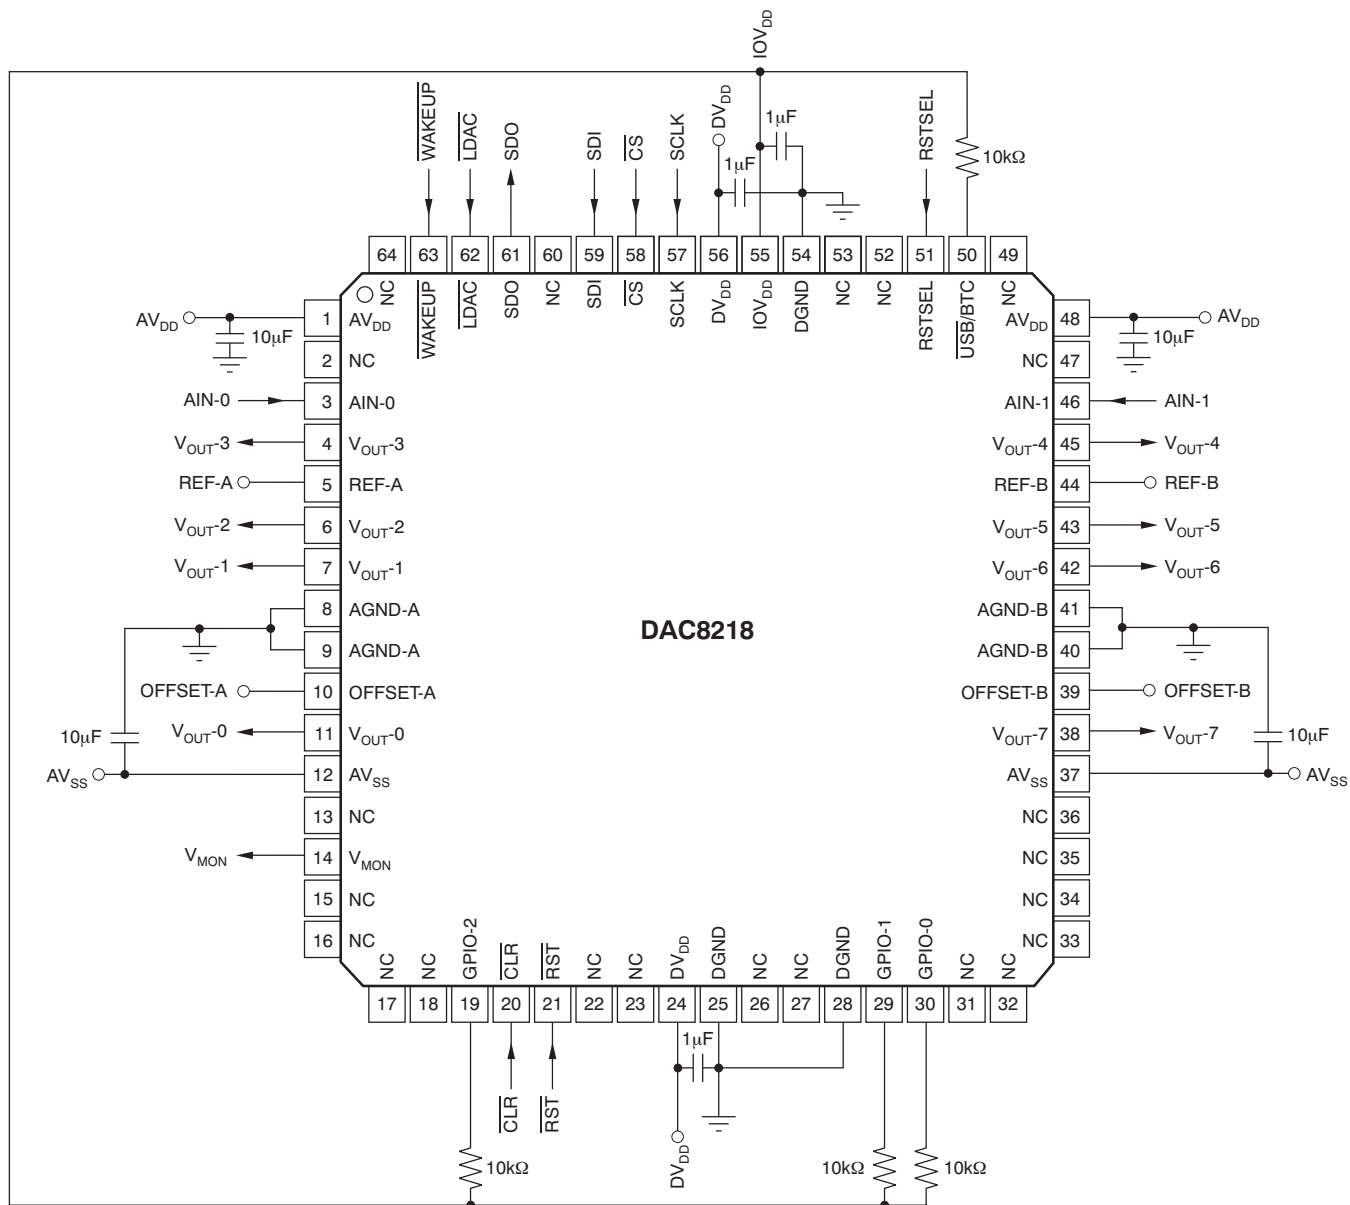 IOVDD
WAKEUP
LDAC
SDO
SDI
CS
SCLK
DVDD
1μF
1μF
RSTSEL
10kΩ
64 63 62 61 60 59 58 57 56 55 54 53 52 51 50 49
NC WAKEUP LDAC SDO NC SDI CS SCLK DVDD IOVDD DGND NC NC RSTSEL USB/BTC NC
AVDD 10μF 1 AVDD
2 NC
AIN-0 3 AIN-0
VOUT-3 4 VOUT-3
REF-A 5 REF-A
VOUT-2 6 VOUT-2
VOUT-1 7 VOUT-1
8 AGND-A
9 AGND-A
OFFSET-A 10 OFFSET-A
10μF
VOUT-0 11 VOUT-0
AVSS 12 AVSS
13 NC
VMON 14 VMON
15 NC
16 NC
DAC8218
AVDD 48 10μF AVDD
NC 47
AIN-1 46 AIN-1
VOUT-4 45 VOUT-4
REF-B 44 REF-B
VOUT-5 43 VOUT-5
VOUT-6 42 VOUT-6
AGND-B 41
AGND-B 40
OFFSET-B 39 OFFSET-B
VOUT-7 38 VOUT-7
10μF
AVSS 37 AVSS
NC 36
NC 35
NC 34
NC 33
NC NC GPIO-2 CLR RST NC NC DVDD DGND NC NC DGND GPIO-1 GPIO-0 NC NC
17 18 19 20 21 22 23 24 25 26 27 28 29 30 31 32
1μF
CLR
RST
DVDD
10kΩ
10kΩ
10kΩ